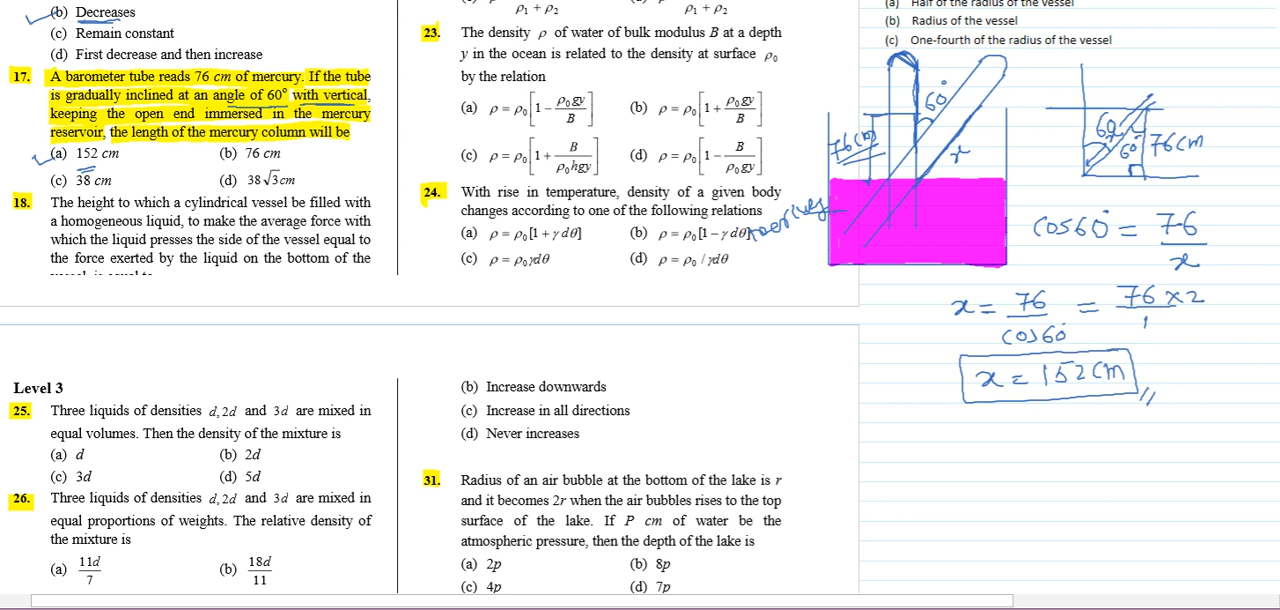 (b) Decreases
(c) Remain constant
(d) First decrease and then increase
17. A barometer tube reads 76 cm of mercury. If the tube
is gradually inclined at an angle of 60° with vertical,
keeping the open end immersed in the mercury
reservoir, the length of the mercury column will be
(a) 152 cm (b) 76 cm
(c) 38 cm (d) 38√3cm
18. The height to which a cylindrical vessel be filled with
a homogeneous liquid, to make the average force with
which the liquid presses the side of the vessel equal to
the force exerted by the liquid on the bottom of the
ρ₁ + ρ₂ ρ₁ + ρ₂
23. The density ρ of water of bulk modulus B at a depth
y in the ocean is related to the density at surface ρ₀
by the relation
(a) ρ = ρ₀[1 − ρ₀gy/B] (b) ρ = ρ₀[1 + ρ₀gy/B]
(c) ρ = ρ₀[1 + B/ρ₀hgy] (d) ρ = ρ₀[1 − B/ρ₀gy]
24. With rise in temperature, density of a given body
changes according to one of the following relations
(a) ρ = ρ₀[1 + γ dθ] (b) ρ = ρ₀[1 − γ dθ]
(c) ρ = ρ₀γdθ (d) ρ = ρ₀ / γdθ
(a) Half of the radius of the vessel
(b) Radius of the vessel
(c) One-fourth of the radius of the vessel
60°
76cm
x
60°
60°
76cm
cos60° = 76/x
x = 76/cos60° = 76×2/1
x = 152cm
Level 3
25. Three liquids of densities d, 2d and 3d are mixed in
equal volumes. Then the density of the mixture is
(a) d (b) 2d
(c) 3d (d) 5d
26. Three liquids of densities d, 2d and 3d are mixed in
equal proportions of weights. The relative density of
the mixture is
(a) 11d/7 (b) 18d/11
(b) Increase downwards
(c) Increase in all directions
(d) Never increases
31. Radius of an air bubble at the bottom of the lake is r
and it becomes 2r when the air bubbles rises to the top
surface of the lake. If P cm of water be the
atmospheric pressure, then the depth of the lake is
(a) 2p (b) 8p
(c) 4p (d) 7p